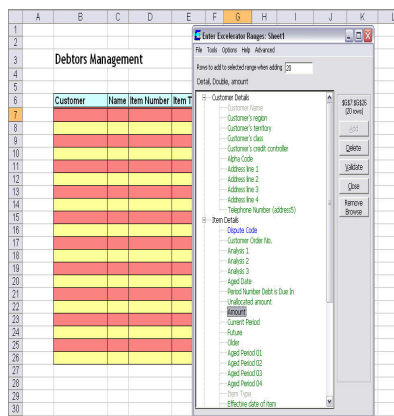 A B C D E F G H I J K L
Enter Excelerator Ranges: Sheet1
File Tools Options Help Advanced
Rows to add to selected range when adding 20
Detail, Double, amount
1
2
3 Debtors Management
4
5
6 Customer Name Item Number Item T
7
8
9
10
11
12
13
14
15
16
17
18
19
20
21
22
23
24
25
26
27
28
29
30
Customer Details
Customer Name
Customer's region
Customer's territory
Customer's class
Customer's credit controller
Alpha Code
Address line 1
Address line 2
Address line 3
Address line 4
Telephone Number (address5)
Item Details
Dispute Code
Customer Order No.
Analysis 1
Analysis 2
Analysis 3
Aged Date
Period Number Debt is Due In
Unallocated amount
Amount
Current Period
Future
Older
Aged Period 01
Aged Period 02
Aged Period 03
Aged Period 04
Item Type
Effective date of item
$G$7:$G$26
(20 rows)
Add
Delete
Validate
Close
Remove
Browse